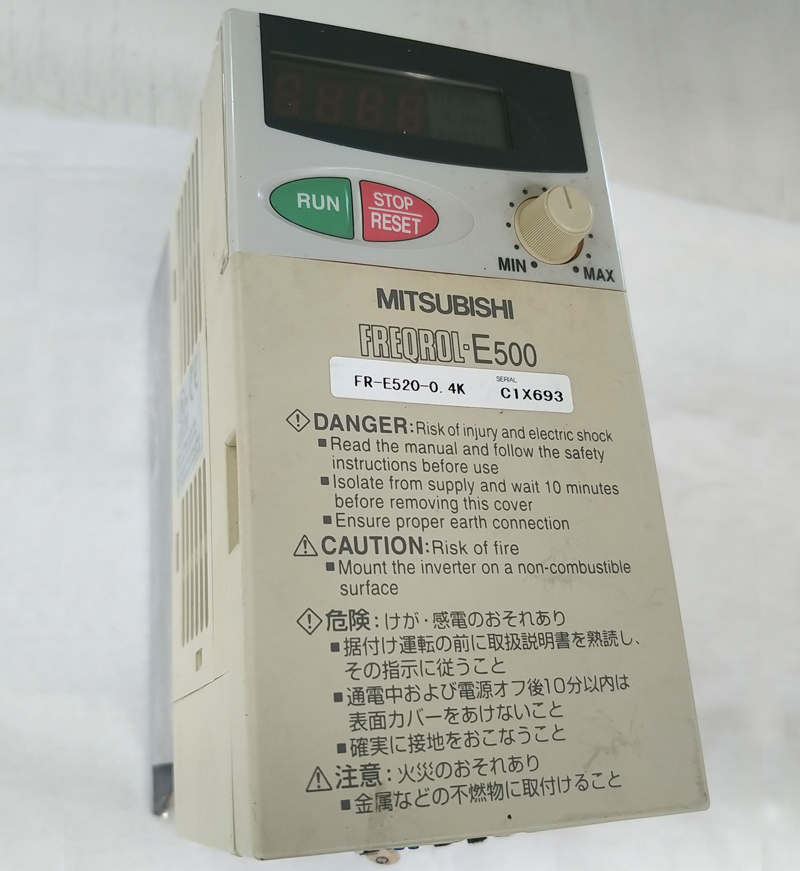 RUN
STOP
RESET
MIN
MAX
MITSUBISHI
FREQROL-E500
FR-E520-0.4K
SERIAL
C1X693
DANGER:Risk of injury and electric shock
■Read the manual and follow the safety
instructions before use
■Isolate from supply and wait 10 minutes
before removing this cover
■Ensure proper earth connection
CAUTION:Risk of fire
■Mount the inverter on a non-combustible
surface
危険:けが・感電のおそれあり
■据付け運転の前に取扱説明書を熟読し、
その指示に従うこと
■通電中および電源オフ後10分以内は
表面カバーをあけないこと
■確実に接地をおこなうこと
注意:火災のおそれあり
■金属などの不燃物に取付けること